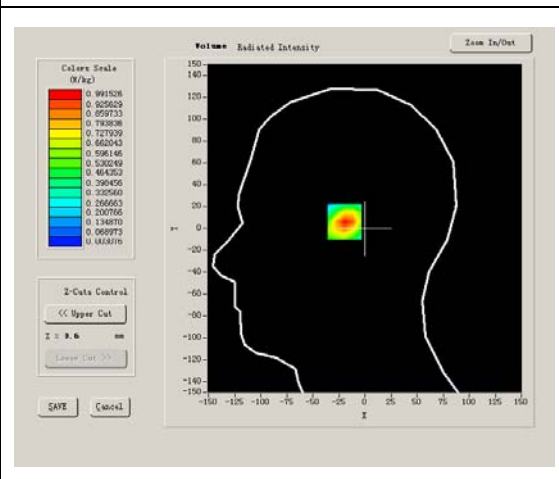 Volume Radiated Intensity
Zoom In/Out
Colors Scale
(W/kg)
0.991526
0.925629
0.859733
0.793836
0.727939
0.662043
0.596146
0.530249
0.464353
0.398456
0.332560
0.266663
0.200766
0.134870
0.068973
0.003076
Z-Cuts Control
<< Upper Cut
Z = 9.6 mm
Lower Cut >>
SAVE
Cancel
150
140
120
100
80
60
40
20
0
-20
-40
-60
-80
-100
-120
-140
-150
Y
-150 -125 -100 -75 -50 -25 0 25 50 75 100 125 150
X